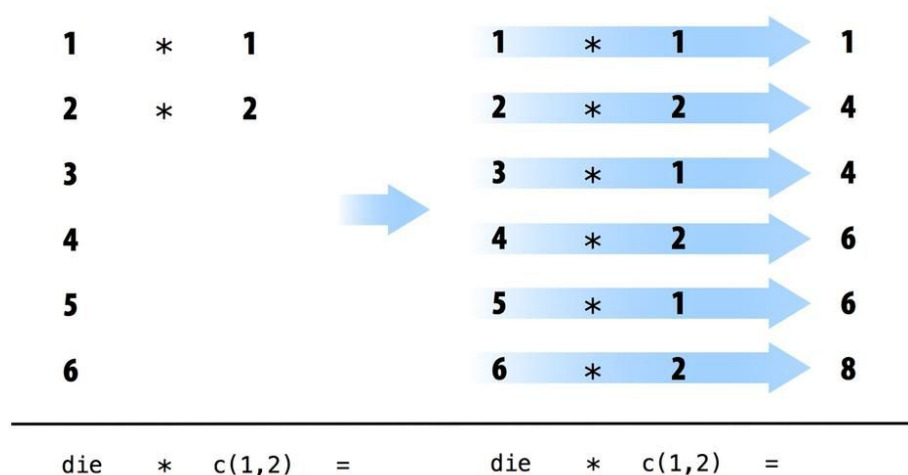 1 * 1 1 * 1 1
2 * 2 2 * 2 4
3 3 * 1 4
4 4 * 2 6
5 5 * 1 6
6 6 * 2 8
die * c(1,2) = die * c(1,2) =